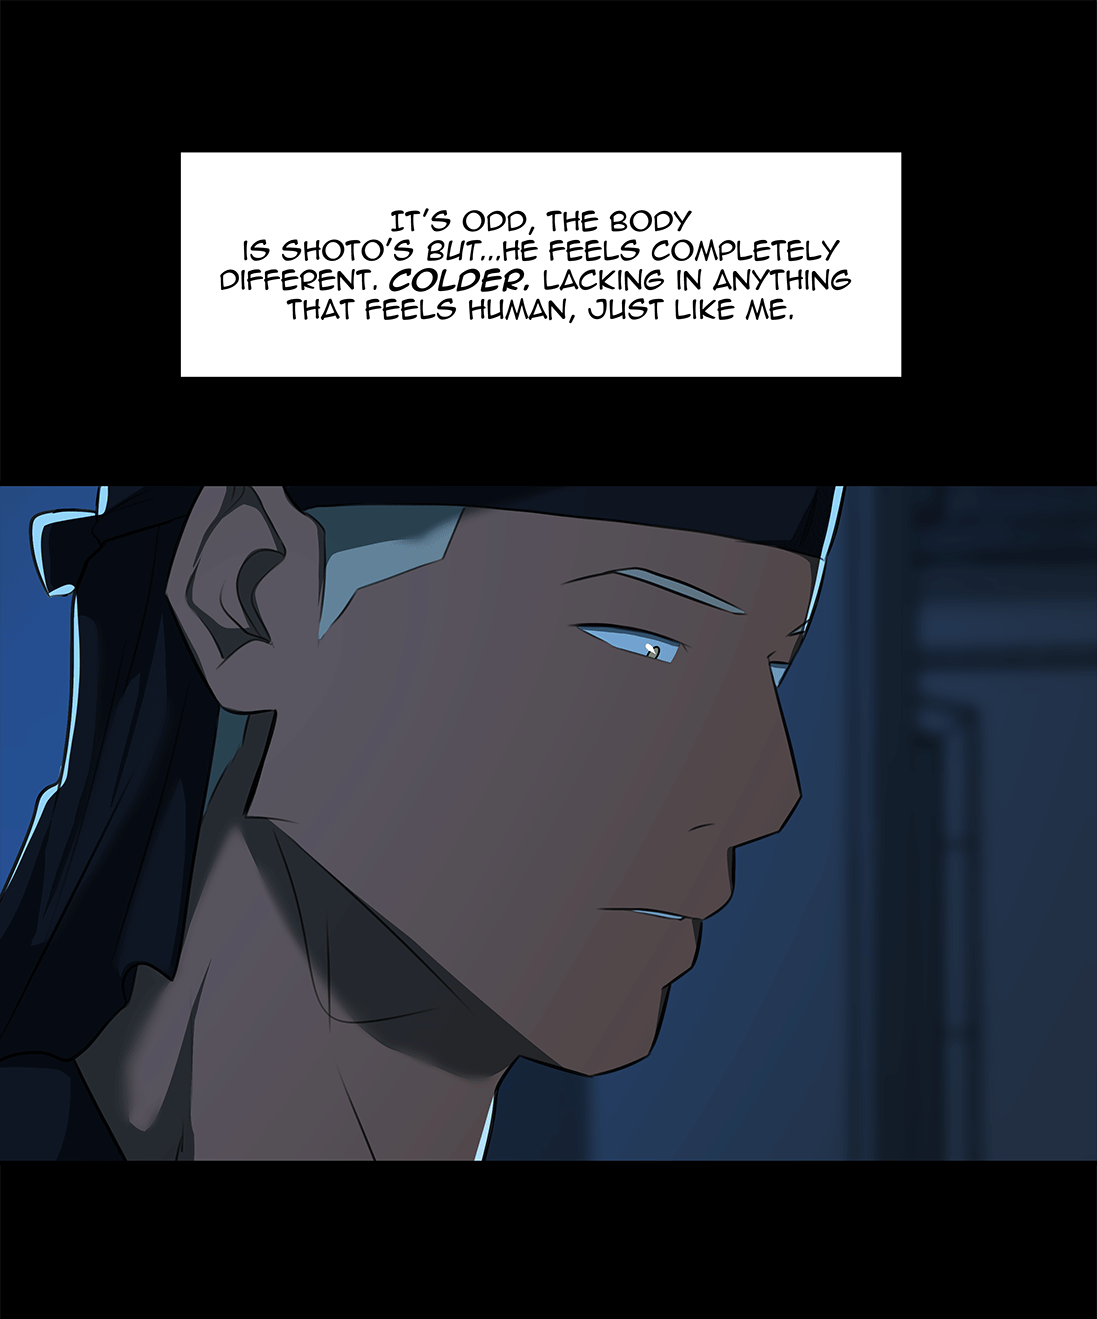 IT'S ODD, THE BODY
IS SHOTO'S BUT...HE FEELS COMPLETELY
DIFFERENT. COLDER. LACKING IN ANYTHING
THAT FEELS HUMAN, JUST LIKE ME.